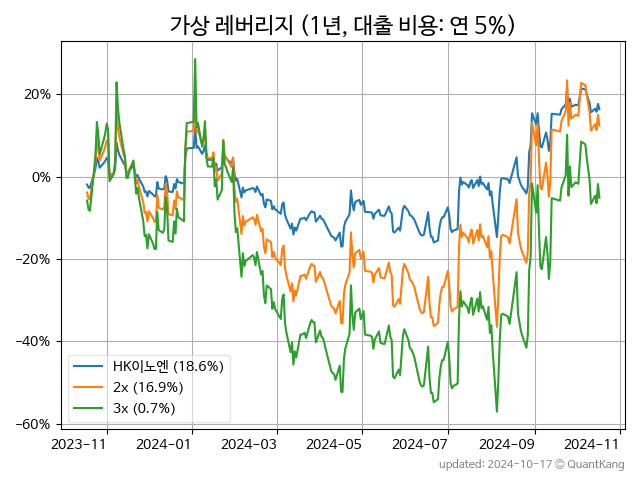 가상 레버리지 (1년, 대출 비용: 연 5%)
20%
0%
−20%
−40%
−60%
HK이노엔 (18.6%)
2x (16.9%)
3x (0.7%)
2023-11
2024-01
2024-03
2024-05
2024-07
2024-09
2024-11
updated: 2024-10-17 © QuantKang